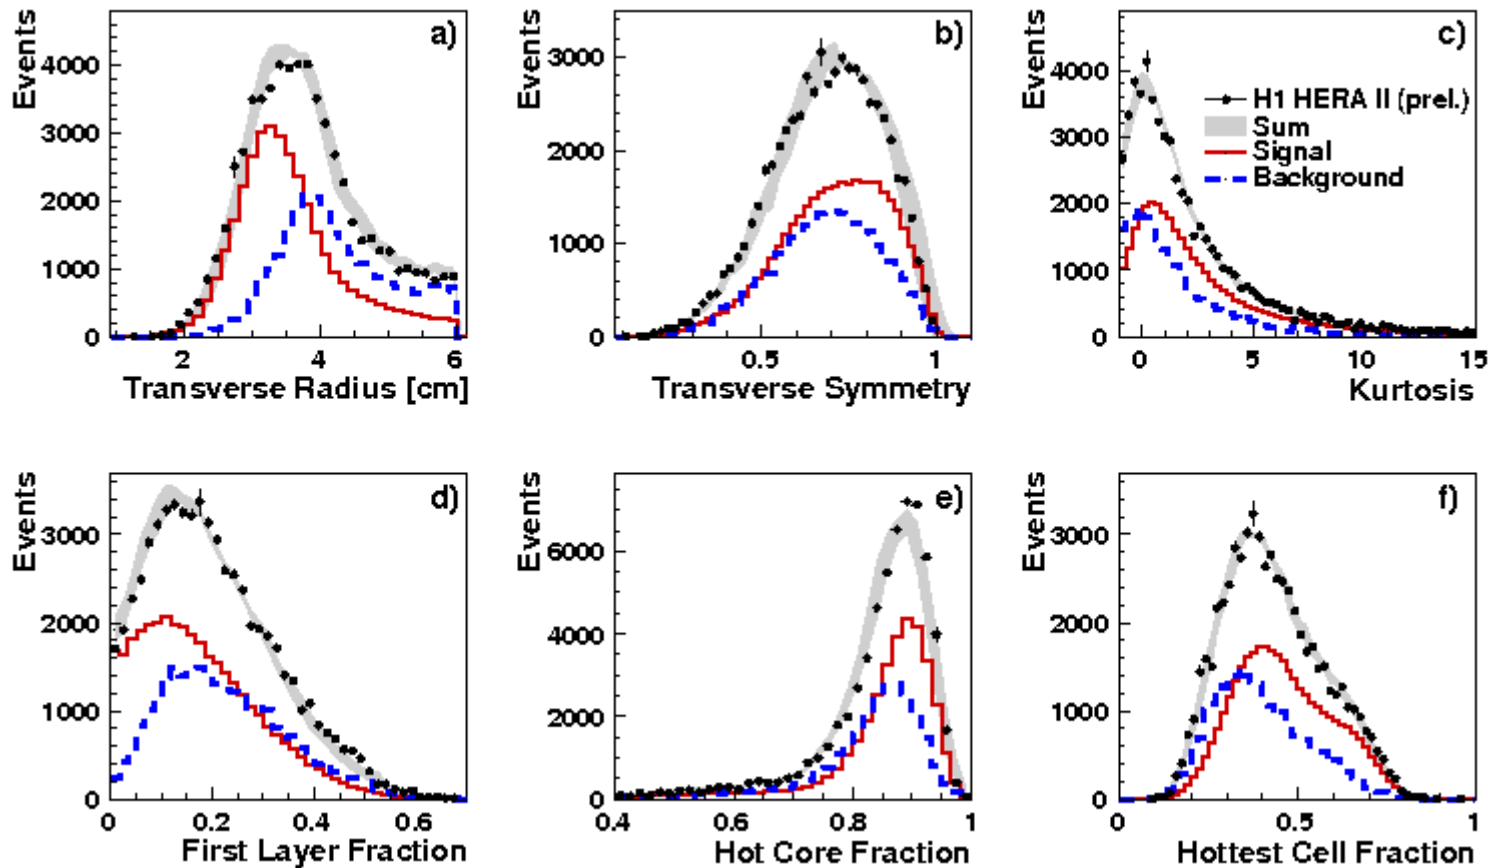 Events
a)
4000
3000
2000
1000
0
2 4 6
Transverse Radius [cm]
Events
b)
3000
2000
1000
0
0.5 1
Transverse Symmetry
Events
c)
4000
3000
2000
1000
0
H1 HERA II (prel.)
Sum
Signal
Background
0 5 10 15
Kurtosis
Events
d)
3000
2000
1000
0
0 0.2 0.4 0.6
First Layer Fraction
Events
e)
6000
4000
2000
0
0.4 0.6 0.8 1
Hot Core Fraction
Events
f)
3000
2000
1000
0
0 0.5 1
Hottest Cell Fraction